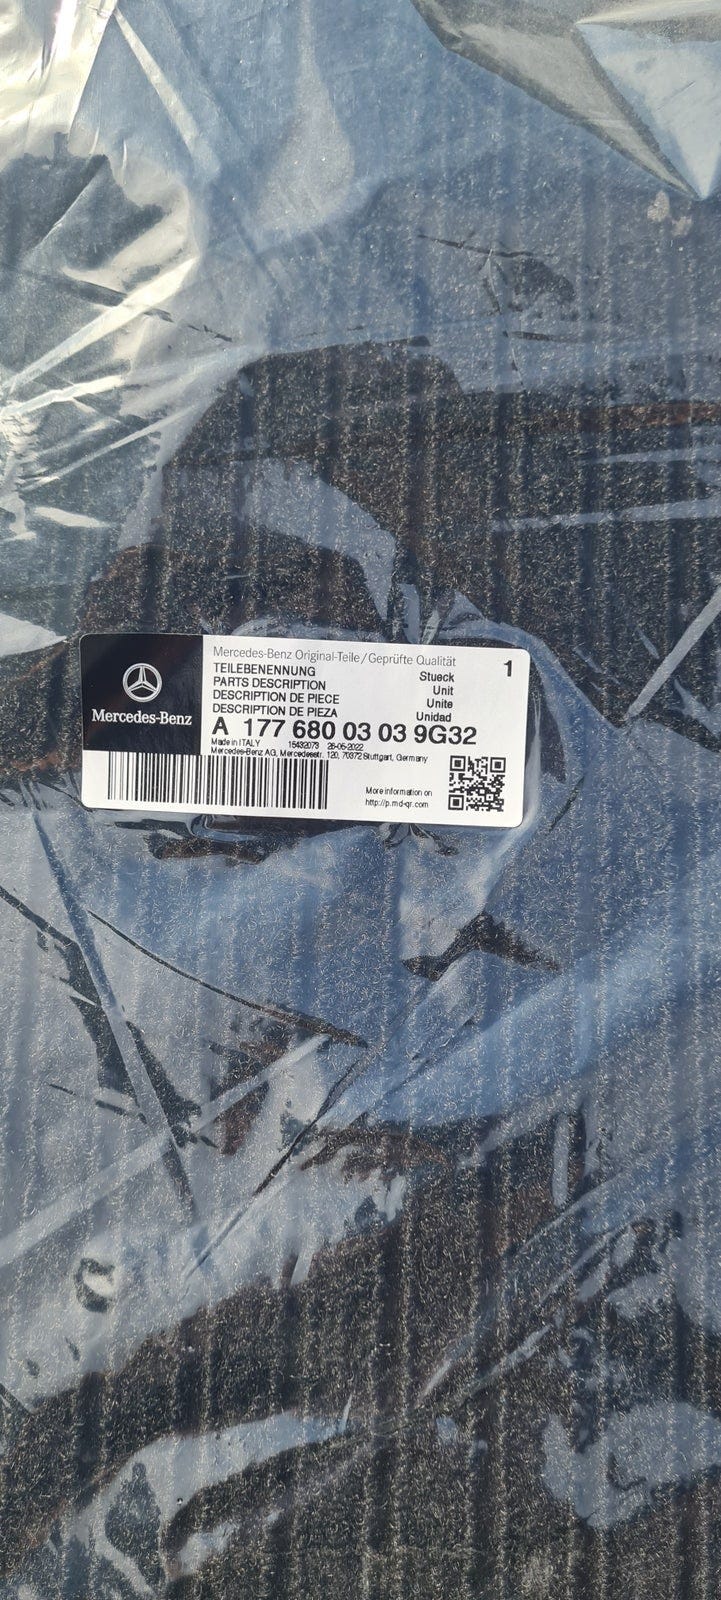 Mercedes-Benz
Mercedes-Benz Original-Teile/Geprüfte Qualität
TEILEBENENNUNG Stueck 1
PARTS DESCRIPTION Unit
DESCRIPTION DE PIECE Unite
DESCRIPTION DE PIEZA Unidad
A 177 680 03 03 9G32
Made in ITALY 15432073 26-05-2022
Mercedes-Benz AG, Mercedesstr. 120, 70372 Stuttgart, Germany
More information on
http://p.md-qr.com